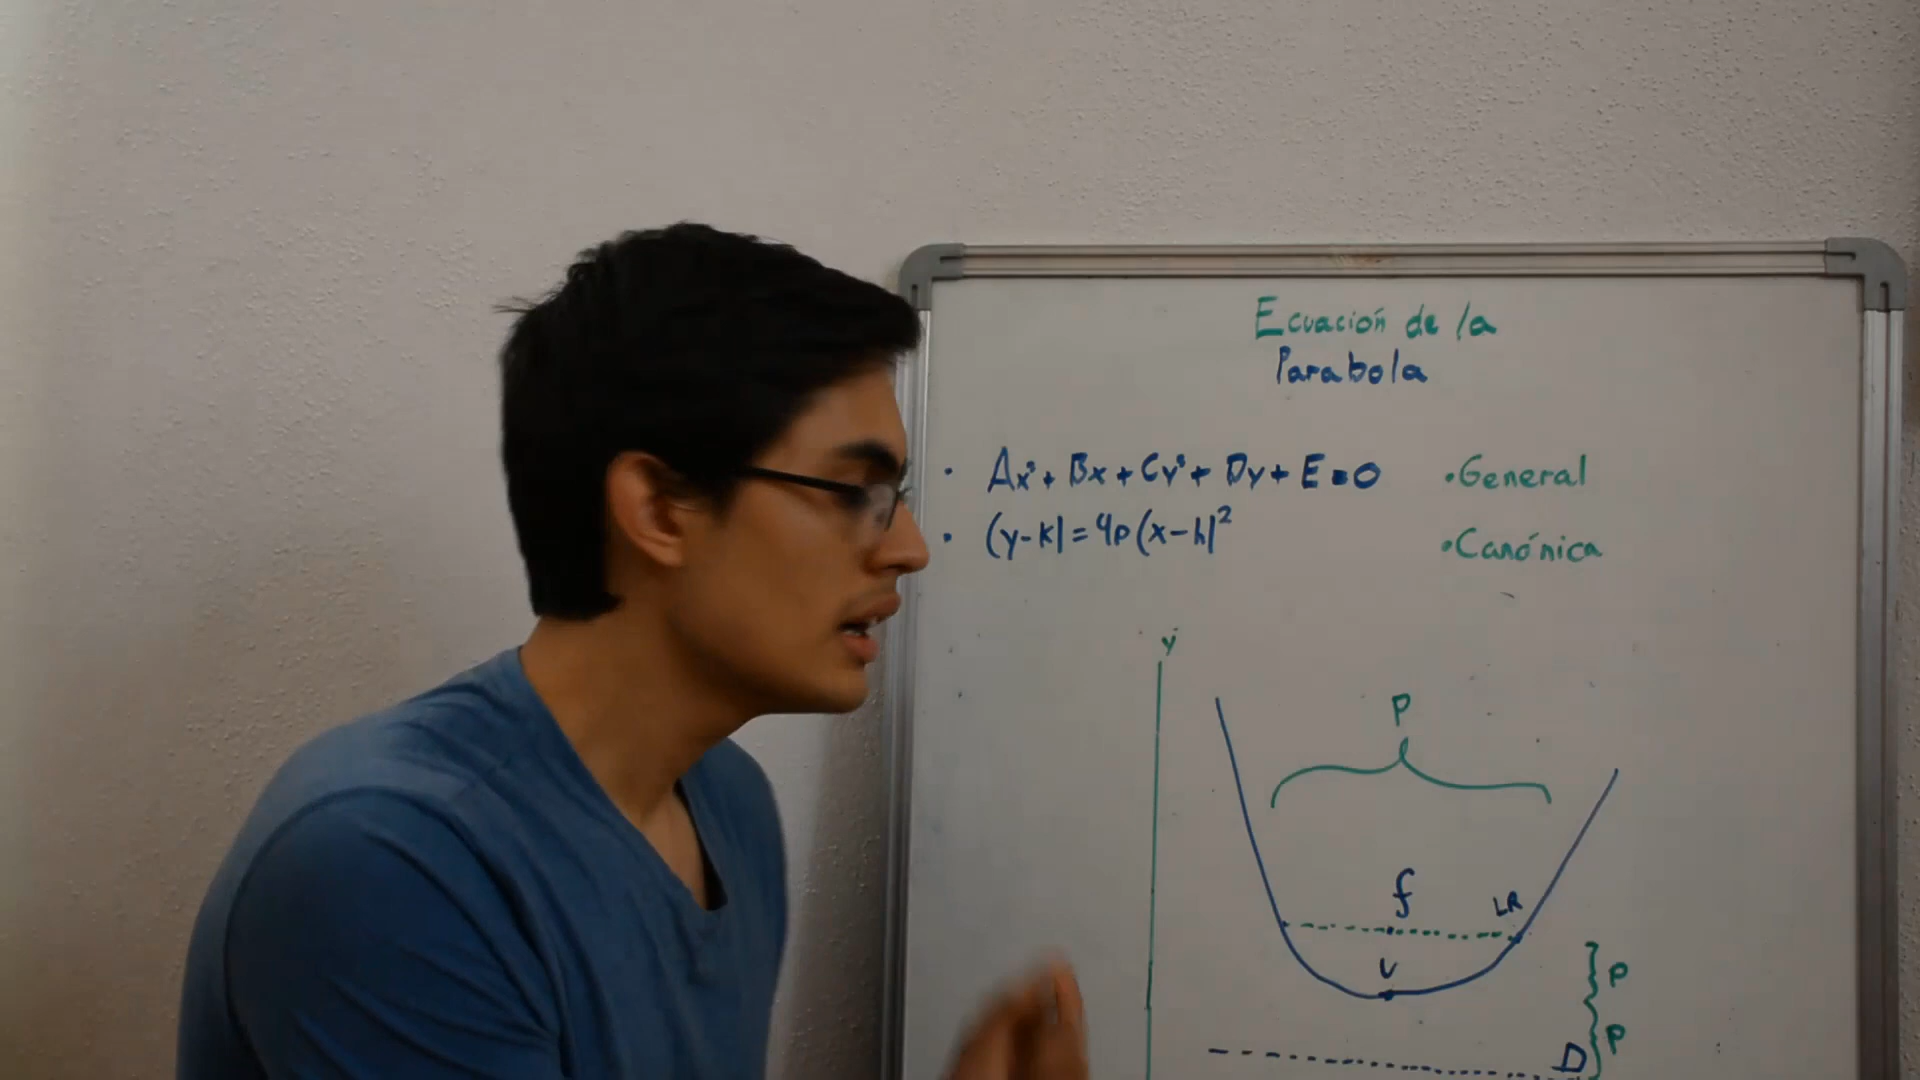 Ecuación de la
Parabola
• Ax² + Bx + Cy² + Dy + E = 0
• General
• (y-k) = 4p(x-h)²
• Canónica
y
P
f
LR
V
P
P
D